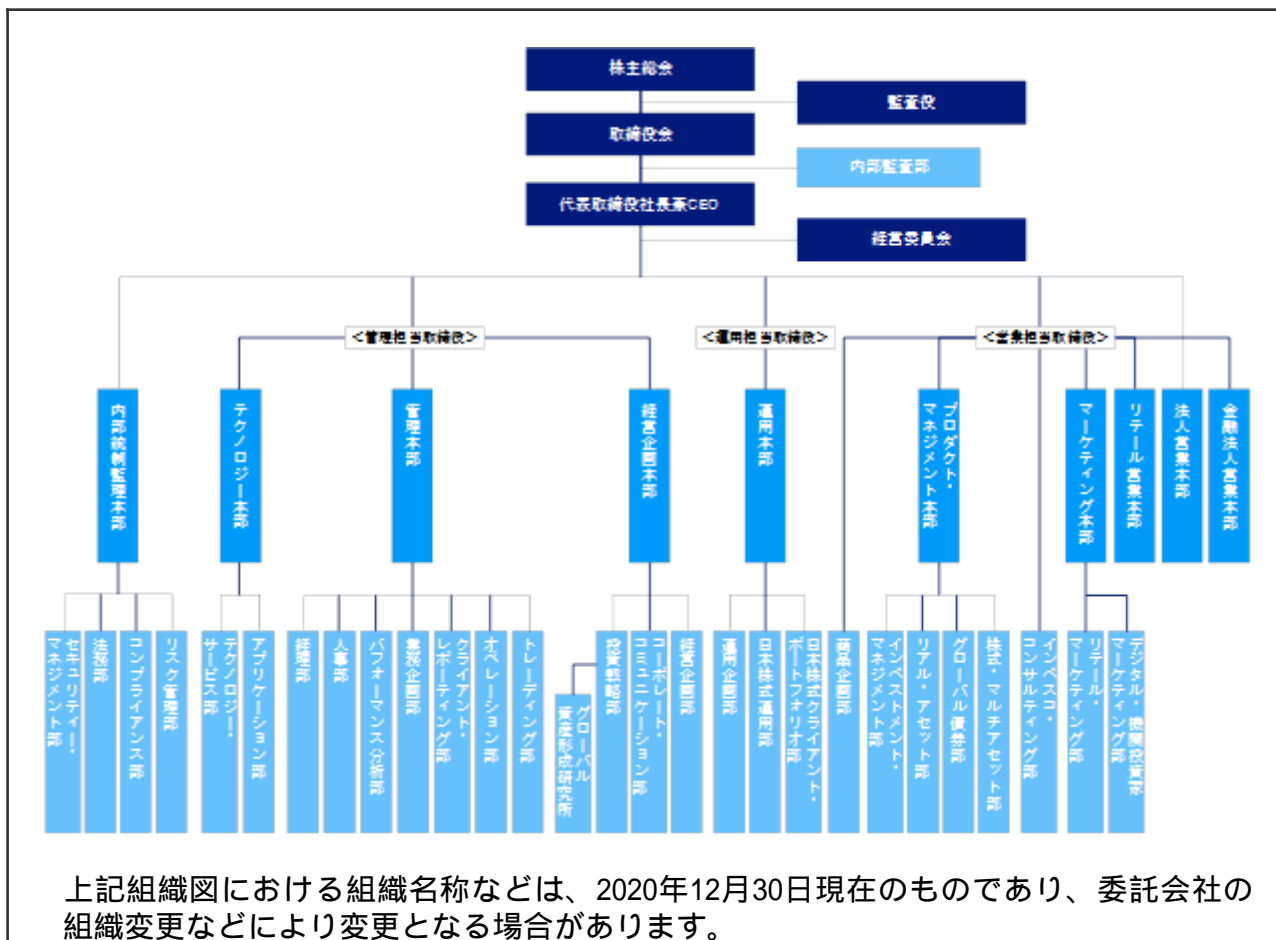 株主総会
監査役
取締役会
内部監査部
代表取締役社長兼CEO
経営委員会
＜管理担当取締役＞
＜運用担当取締役＞
＜営業担当取締役＞
内部統制監理本部
テクノロジー本部
管理本部
経営企画本部
運用本部
プロダクト・
マネジメント本部
マーケティング本部
リテール営業本部
法人営業本部
金融法人営業本部
セキュリティー・
マネジメント部
法務部
コンプライアンス部
リスク管理部
テクノロジー・
サービス部
アプリケーション部
経理部
人事部
パフォーマンス分析部
業務企画部
クライアント・
レポーティング部
オペレーション部
トレーディング部
グローバル
資産形成研究所
投資戦略部
コーポレート・
コミュニケーション部
経営企画部
運用企画部
日本株式運用部
日本株式クライアント・
ポートフォリオ部
商品企画部
インベストメント・
マネジメント部
リアル・アセット部
グローバル債券部
株式・マルチアセット部
インベスコ・
コンサルティング部
リテール・
マーケティング部
デジタル・機関投資家
マーケティング部
上記組織図における組織名称などは、2020年12月30日現在のものであり、委託会社の
組織変更などにより変更となる場合があります。